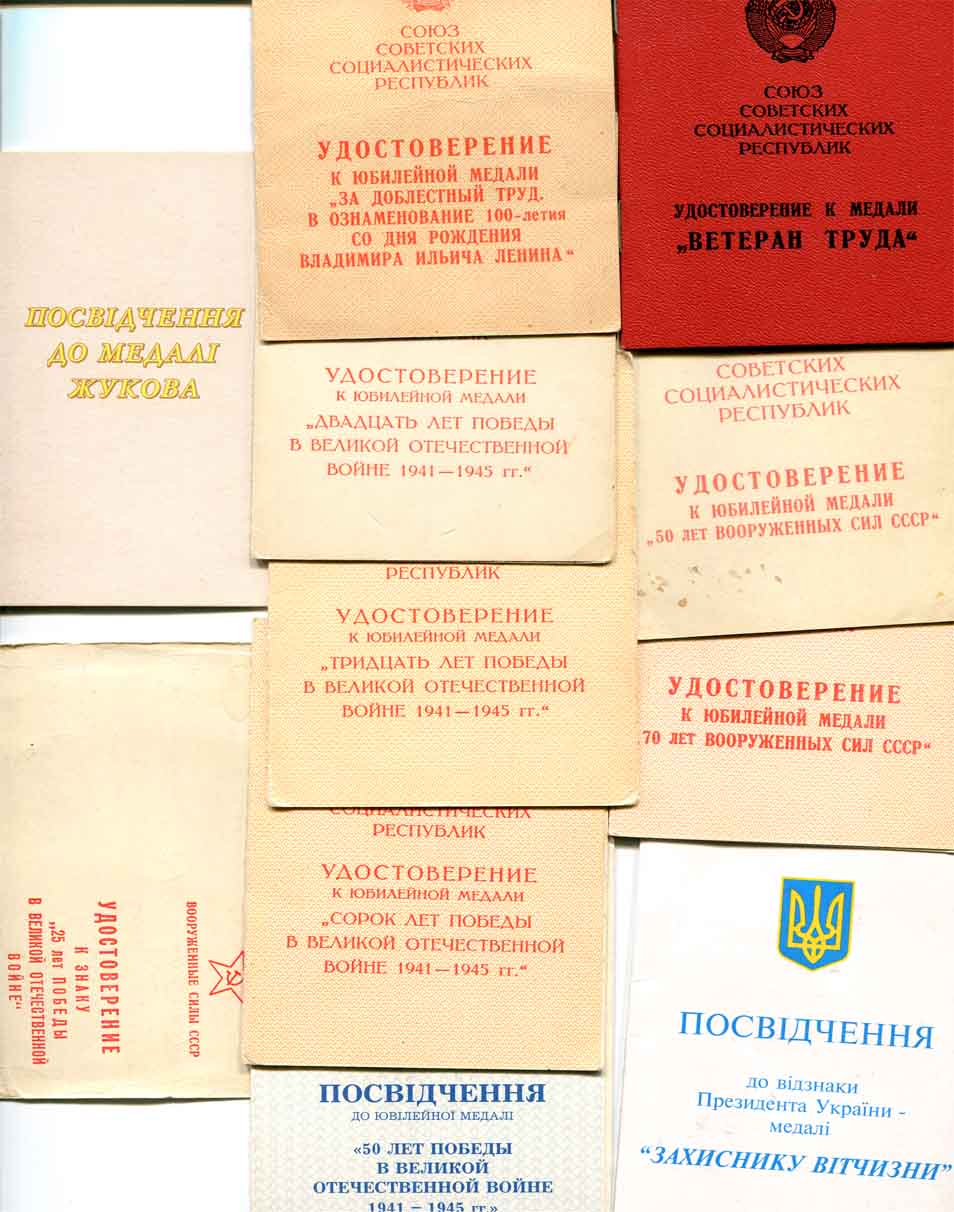 СОЮЗ
СОВЕТСКИХ
СОЦИАЛИСТИЧЕСКИХ
РЕСПУБЛИК
УДОСТОВЕРЕНИЕ
К ЮБИЛЕЙНОЙ МЕДАЛИ
„ЗА ДОБЛЕСТНЫЙ ТРУД.
В ОЗНАМЕНОВАНИЕ 100-летия
СО ДНЯ РОЖДЕНИЯ
ВЛАДИМИРА ИЛЬИЧА ЛЕНИНА“
СОЮЗ
СОВЕТСКИХ
СОЦИАЛИСТИЧЕСКИХ
РЕСПУБЛИК
УДОСТОВЕРЕНИЕ К МЕДАЛИ
„ВЕТЕРАН ТРУДА“
ПОСВІДЧЕННЯ
ДО МЕДАЛІ
ЖУКОВА
УДОСТОВЕРЕНИЕ
К ЮБИЛЕЙНОЙ МЕДАЛИ
„ДВАДЦАТЬ ЛЕТ ПОБЕДЫ
В ВЕЛИКОЙ ОТЕЧЕСТВЕННОЙ
ВОЙНЕ 1941—1945 гг.“
СОВЕТСКИХ
СОЦИАЛИСТИЧЕСКИХ
РЕСПУБЛИК
УДОСТОВЕРЕНИЕ
К ЮБИЛЕЙНОЙ МЕДАЛИ
„50 ЛЕТ ВООРУЖЕННЫХ СИЛ СССР“
РЕСПУБЛИК
УДОСТОВЕРЕНИЕ
К ЮБИЛЕЙНОЙ МЕДАЛИ
„ТРИДЦАТЬ ЛЕТ ПОБЕДЫ
В ВЕЛИКОЙ ОТЕЧЕСТВЕННОЙ
ВОЙНЕ 1941—1945 гг.“
УДОСТОВЕРЕНИЕ
К ЮБИЛЕЙНОЙ МЕДАЛИ
70 ЛЕТ ВООРУЖЕННЫХ СИЛ СССР“
ВООРУЖЕННЫЕ СИЛЫ СССР
УДОСТОВЕРЕНИЕ
К ЗНАКУ
„25 лет ПОБЕДЫ
В ВЕЛИКОЙ ОТЕЧЕСТВЕННОЙ
ВОЙНЕ“
СОЦИАЛИСТИЧЕСКИХ
РЕСПУБЛИК
УДОСТОВЕРЕНИЕ
К ЮБИЛЕЙНОЙ МЕДАЛИ
„СОРОК ЛЕТ ПОБЕДЫ
В ВЕЛИКОЙ ОТЕЧЕСТВЕННОЙ
ВОЙНЕ 1941—1945 гг.“
ПОСВІДЧЕННЯ
ДО ЮВІЛЕЙНОЇ МЕДАЛІ
«50 ЛЕТ ПОБЕДЫ
В ВЕЛИКОЙ
ОТЕЧЕСТВЕННОЙ ВОЙНЕ
1941 – 1945 гг.»
ПОСВІДЧЕННЯ
до відзнаки
Президента України -
медалі
“ЗАХИСНИКУ ВІТЧИЗНИ”